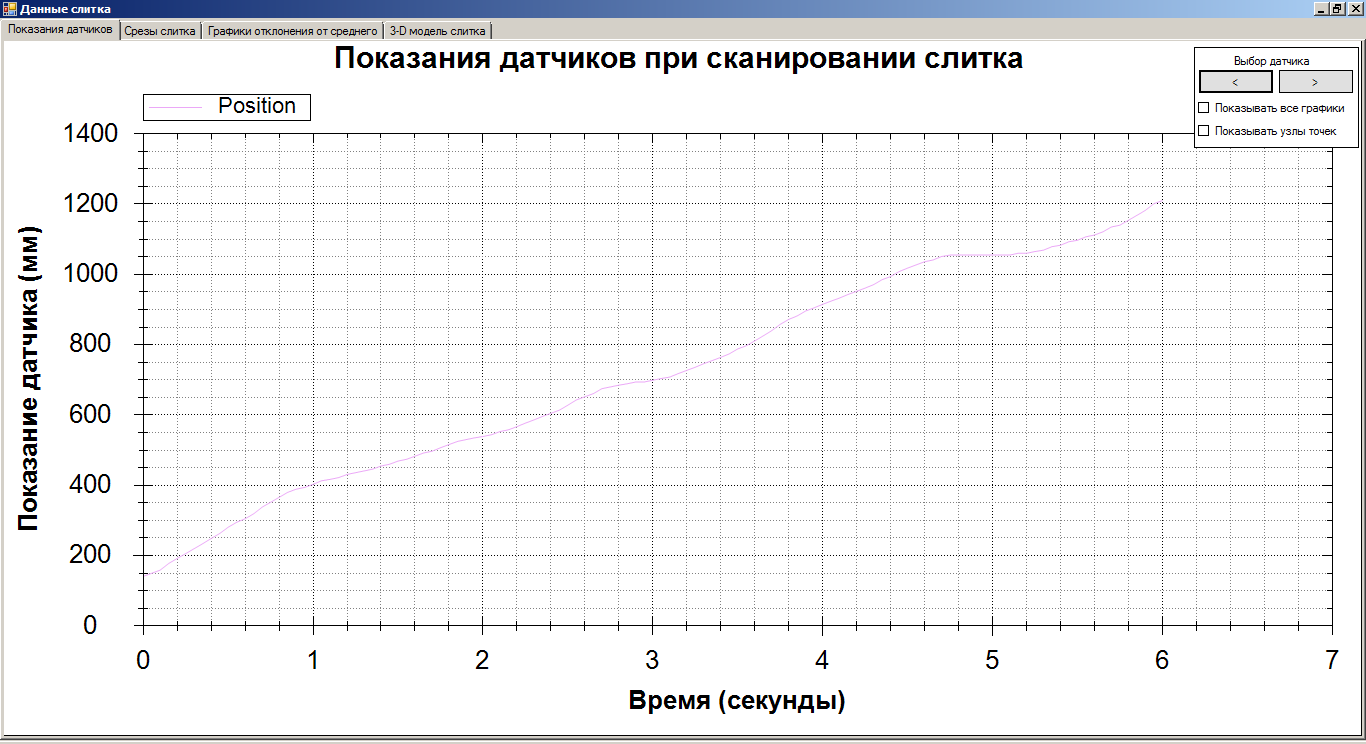 Данные слитка
Показания датчиков Срезы слитка Графики отклонения от среднего 3-D модель слитка
Показания датчиков при сканировании слитка
Выбор датчика
< >
Показывать все графики
Показывать узлы точек
Position
1400
1200
1000
800
600
400
200
0
Показание датчика (мм)
0 1 2 3 4 5 6 7
Время (секунды)